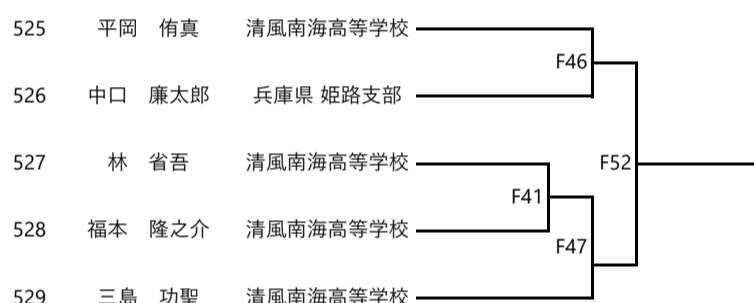 525 平岡 侑真 清風南海高等学校
F46
526 中口 廉太郎 兵庫県 姫路支部
527 林 省吾 清風南海高等学校
F52
F41
528 福本 隆之介 清風南海高等学校
F47
529 三島 功聖 清風南海高等学校